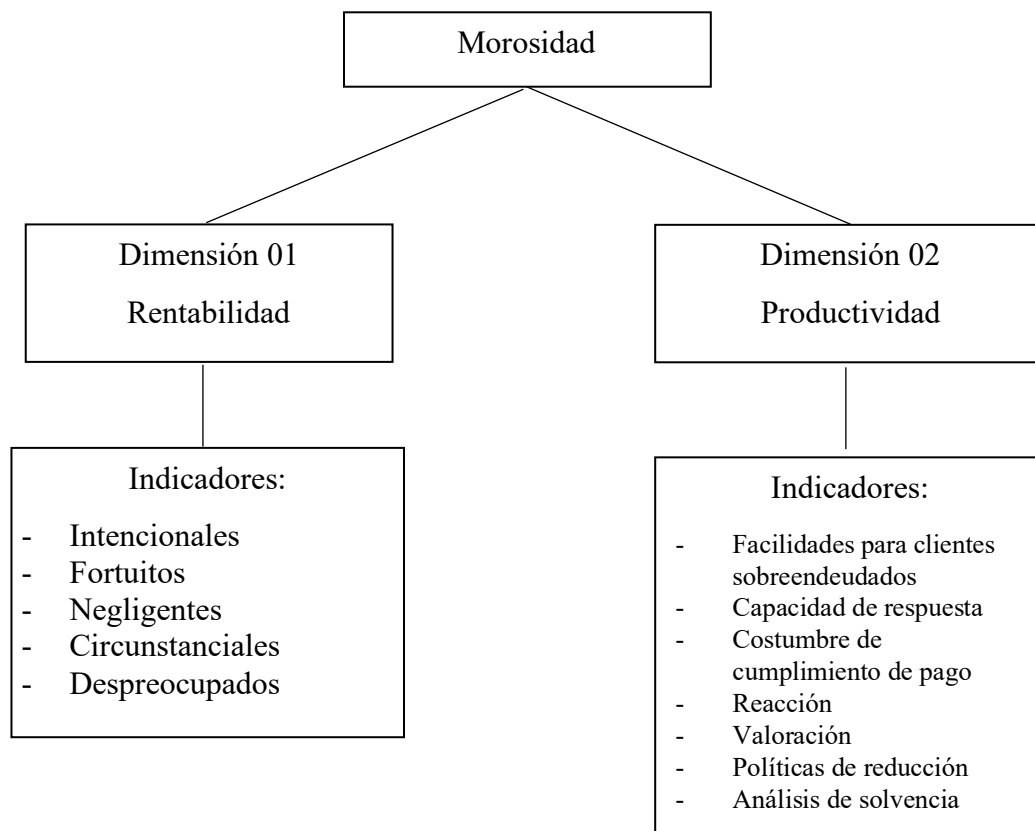 Morosidad
Dimensión 01
Rentabilidad
Dimensión 02
Productividad
Indicadores:
- Intencionales
- Fortuitos
- Negligentes
- Circunstanciales
- Despreocupados
Indicadores:
- Facilidades para clientes
sobreendeudados
- Capacidad de respuesta
- Costumbre de
cumplimiento de pago
- Reacción
- Valoración
- Políticas de reducción
- Análisis de solvencia